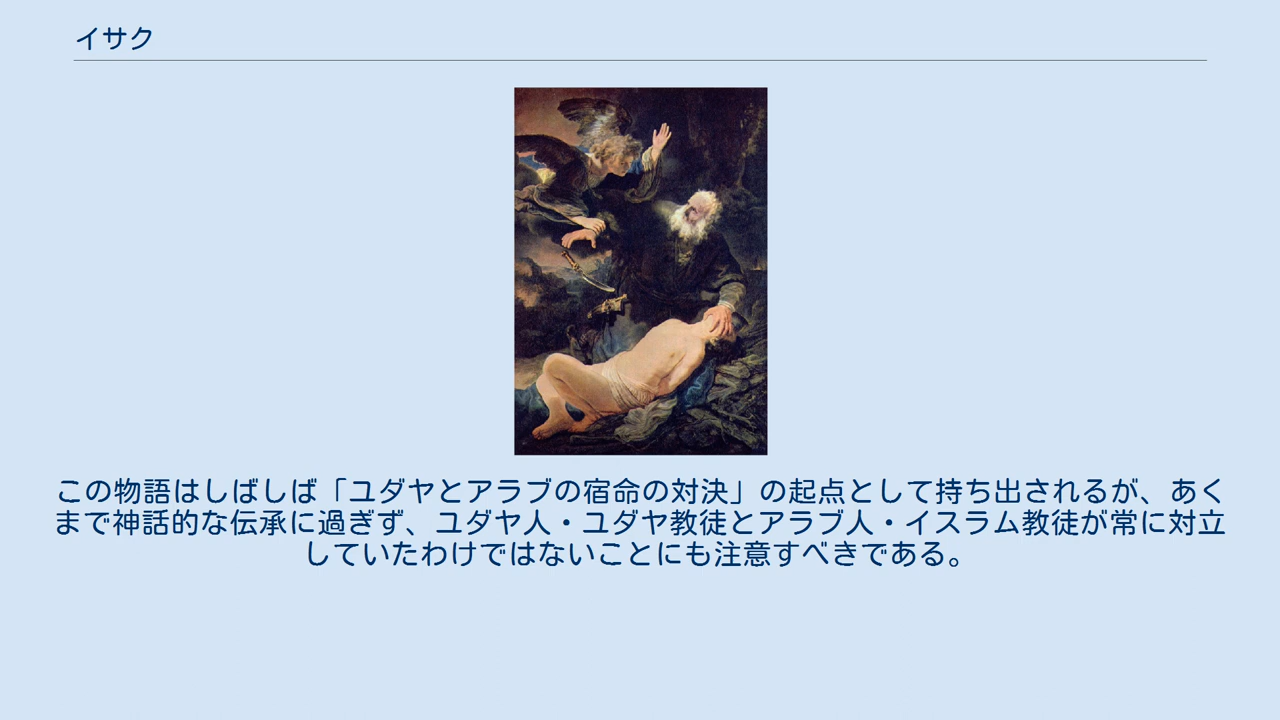 イサク
この物語はしばしば「ユダヤとアラブの宿命の対決」の起点として持ち出されるが、あく
まで神話的な伝承に過ぎず、ユダヤ人・ユダヤ教徒とアラブ人・イスラム教徒が常に対立
していたわけではないことにも注意すべきである。